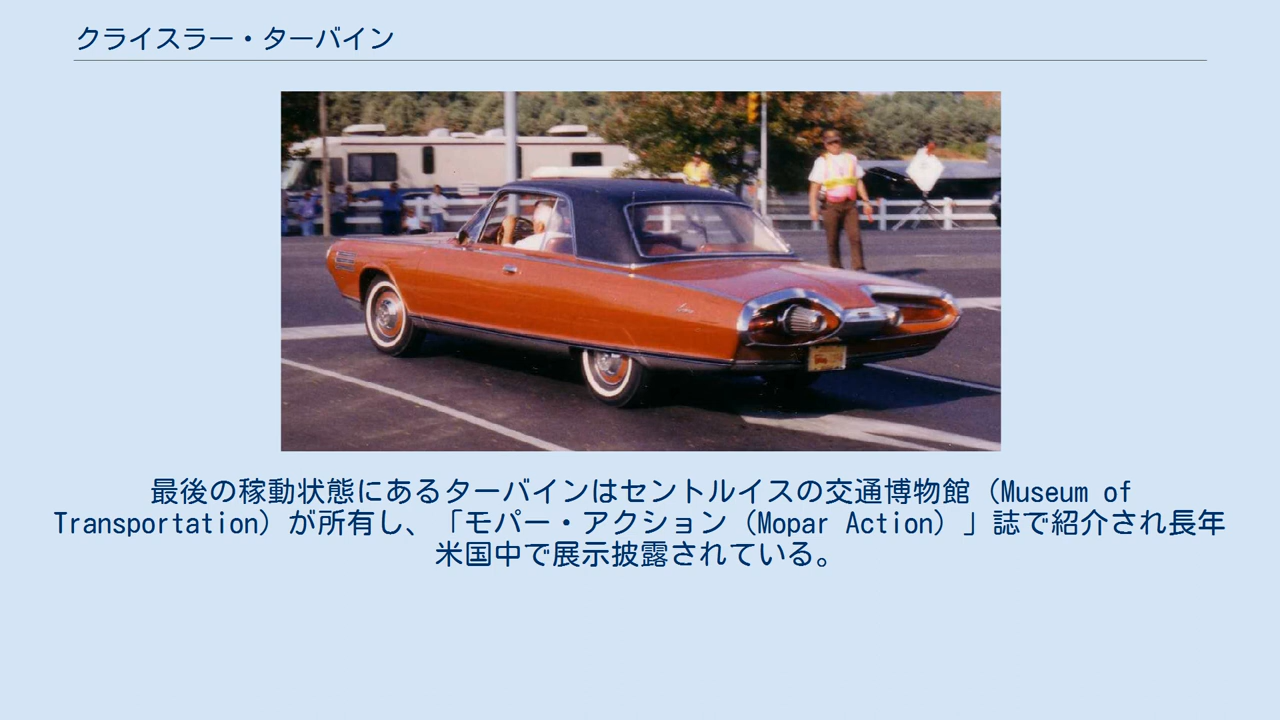 クライスラー・ターバイン
最後の稼動状態にあるターバインはセントルイスの交通博物館（Museum of
Transportation）が所有し、「モパー・アクション（Mopar Action）」誌で紹介され長年
米国中で展示披露されている。